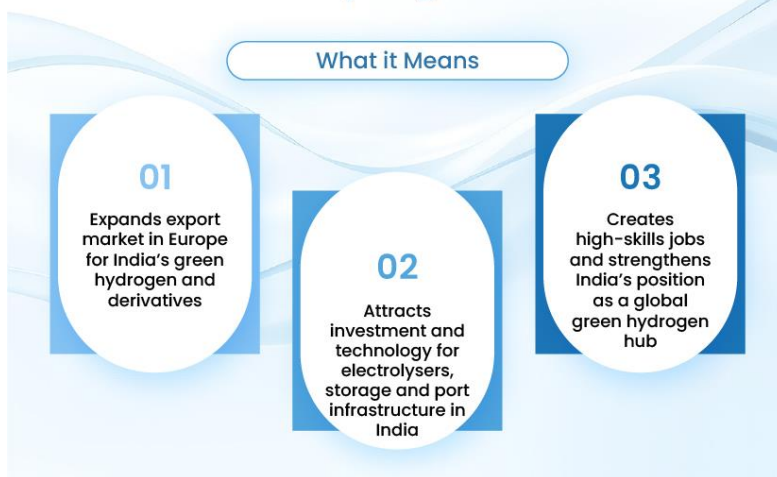 What it Means
01
Expands export
market in Europe
for India's green
hydrogen and
derivatives
02
Attracts
investment and
technology for
electrolysers,
storage and port
infrastructure in
India
03
Creates
high-skills jobs
and strengthens
India's position
as a global
green hydrogen
hub